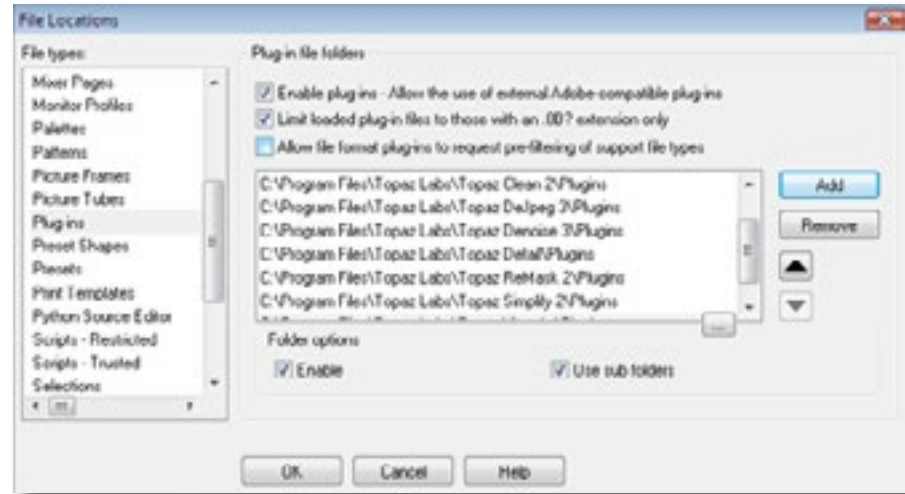 File Locations
File types:
Mixer Pages
Monitor Profiles
Palettes
Patterns
Picture Frames
Picture Tubes
Plug-ins
Preset Shapes
Presets
Print Templates
Python Source Editor
Scripts - Restricted
Scripts - Trusted
Selections
Plug-in file folders
Enable plug-ins - Allow the use of external Adobe-compatible plug-ins
Limit loaded plug-in files to those with an .8B? extension only
Allow file format plug-ins to request pre-filtering of support file types
C:\Program Files\Topaz Labs\Topaz Clean 2\Plugins
C:\Program Files\Topaz Labs\Topaz DeJpeg 3\Plugins
C:\Program Files\Topaz Labs\Topaz Denoise 3\Plugins
C:\Program Files\Topaz Labs\Topaz Detail\Plugins
C:\Program Files\Topaz Labs\Topaz ReMask 2\Plugins
C:\Program Files\Topaz Labs\Topaz Simplify 2\Plugins
Add
Remove
...
Folder options
Enable
Use sub folders
OK
Cancel
Help